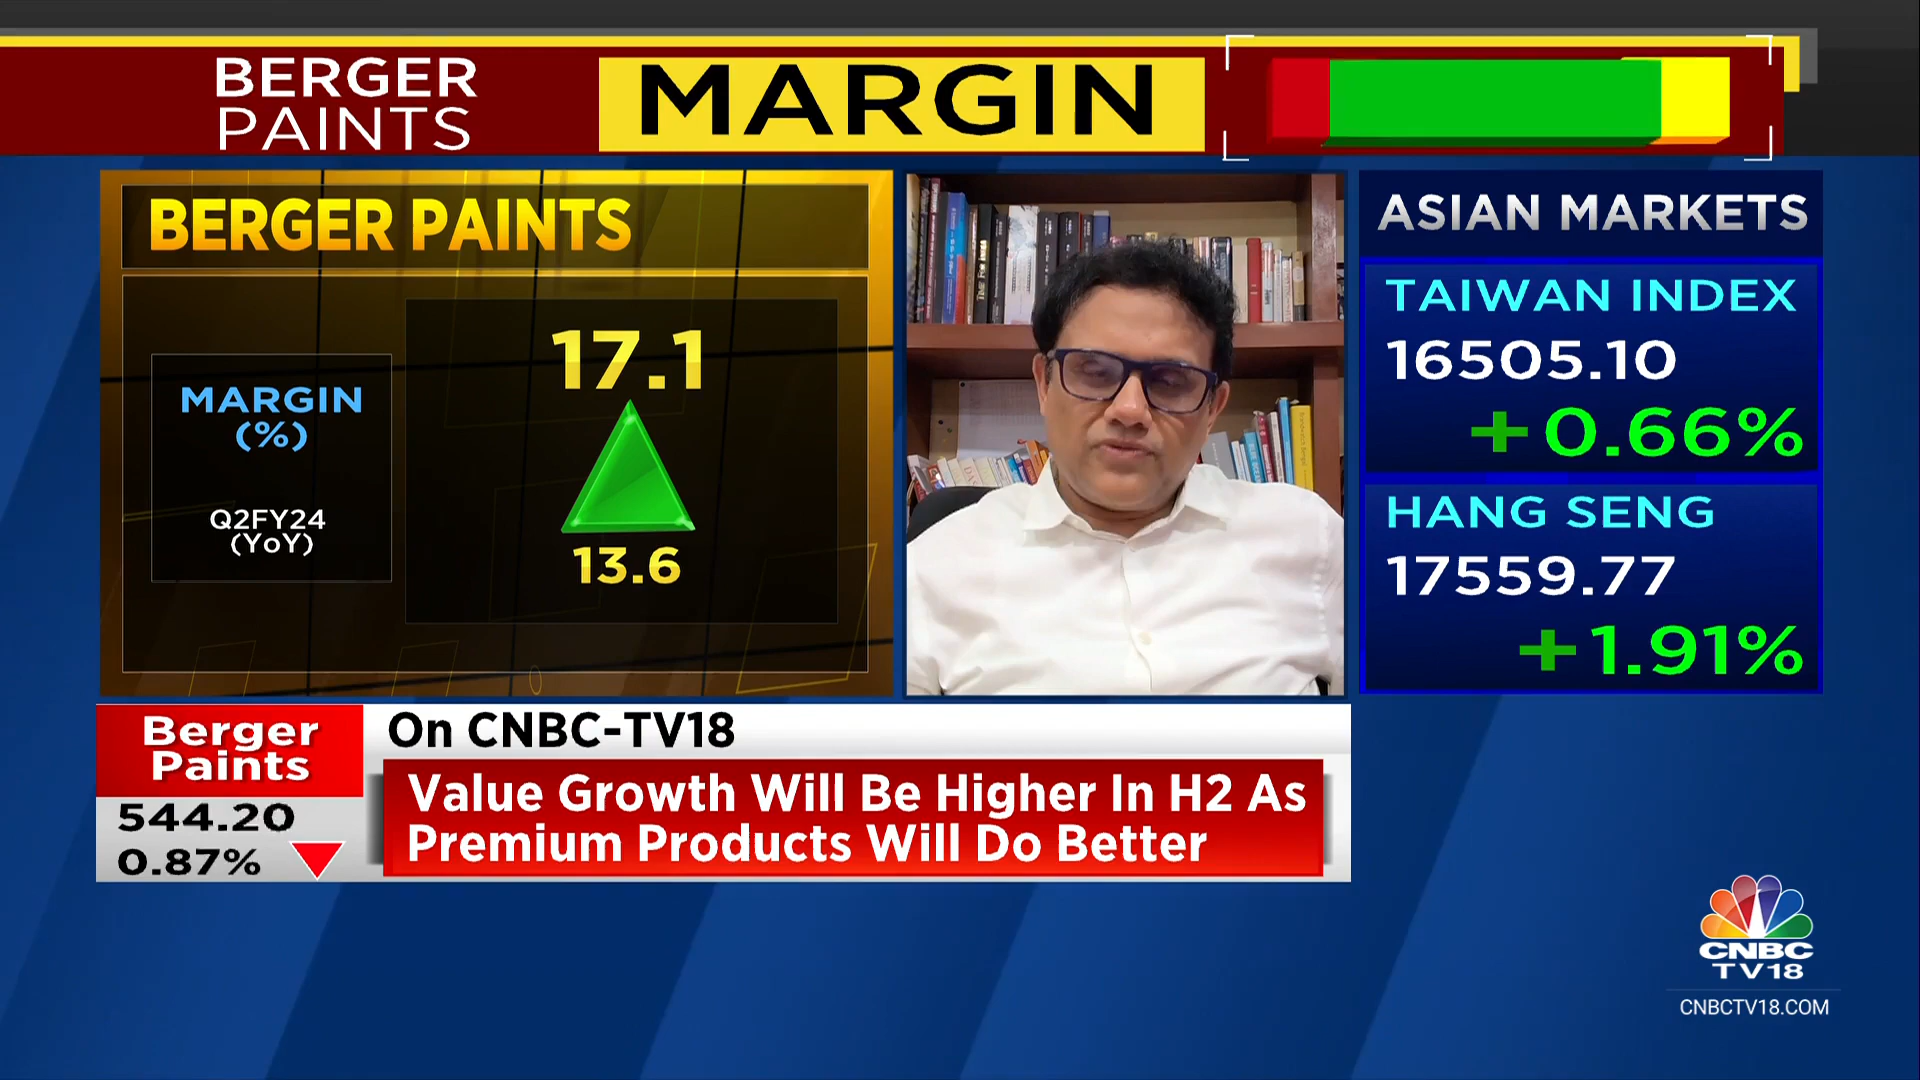 BERGER
PAINTS
MARGIN
BERGER PAINTS
MARGIN
(%)
Q2FY24
(YoY)
17.1
13.6
ASIAN MARKETS
TAIWAN INDEX
16505.10
+0.66%
HANG SENG
17559.77
+1.91%
Berger
Paints
544.20
0.87%
On CNBC-TV18
Value Growth Will Be Higher In H2 As
Premium Products Will Do Better
CNBC
TV18
CNBCTV18.COM